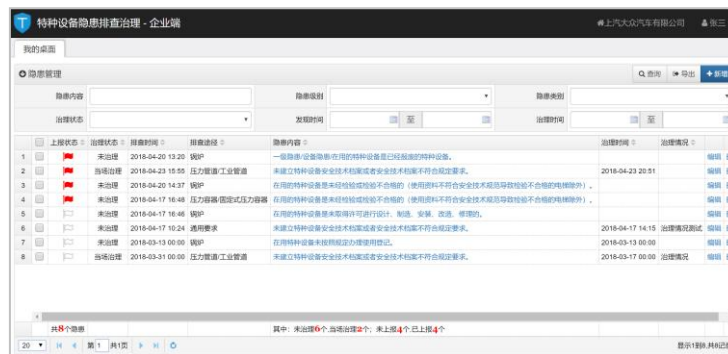 特种设备隐患排查治理 - 企业端 上汽大众汽车有限公司 张三
我的桌面
隐患管理 查询 导出 新增
隐患内容 隐患级别 隐患类别
治理状态 发现时间 至 治理时间 至
上报状态 治理状态 排查时间 排查途径 隐患内容 治理时间 治理情况
1 未治理 2018-04-20 13:20 锅炉 一级隐患/设备隐患/在用的特种设备是已经报废的特种设备。 编辑
2 当场治理 2018-04-23 15:55 压力管道/工业管道 未建立特种设备安全技术档案或者安全技术档案不符合规定要求。 2018-04-23 20:51 编辑
3 未治理 2018-04-20 14:37 锅炉 在用的特种设备是未经检验或检验不合格的（使用资料不符合安全技术规范导致检验不合格的电梯除外）。 编辑
4 未治理 2018-04-17 16:48 压力容器/固定式压力容器 在用的特种设备是未经检验或检验不合格的（使用资料不符合安全技术规范导致检验不合格的电梯除外）。 编辑
5 未治理 2018-04-17 16:46 锅炉 在用的特种设备是未取得许可进行设计、制造、安装、改造、修理的。 编辑
6 未治理 2018-04-17 10:24 通用要求 未建立特种设备安全技术档案或者安全技术档案不符合规定要求。 2018-04-17 14:15 治理情况测试 编辑
7 未治理 2018-03-13 00:00 锅炉 在用特种设备未按照规定办理使用登记。 2018-03-13 00:00 编辑
8 当场治理 2018-03-31 00:00 压力管道/工业管道 未建立特种设备安全技术档案或者安全技术档案不符合规定要求。 2018-03-17 00:00 治理情况 编辑
共8个隐患 其中：未治理6个,当场治理2个；未上报4个,已上报4个
20 第 1 共1页 显示1到8,共8记